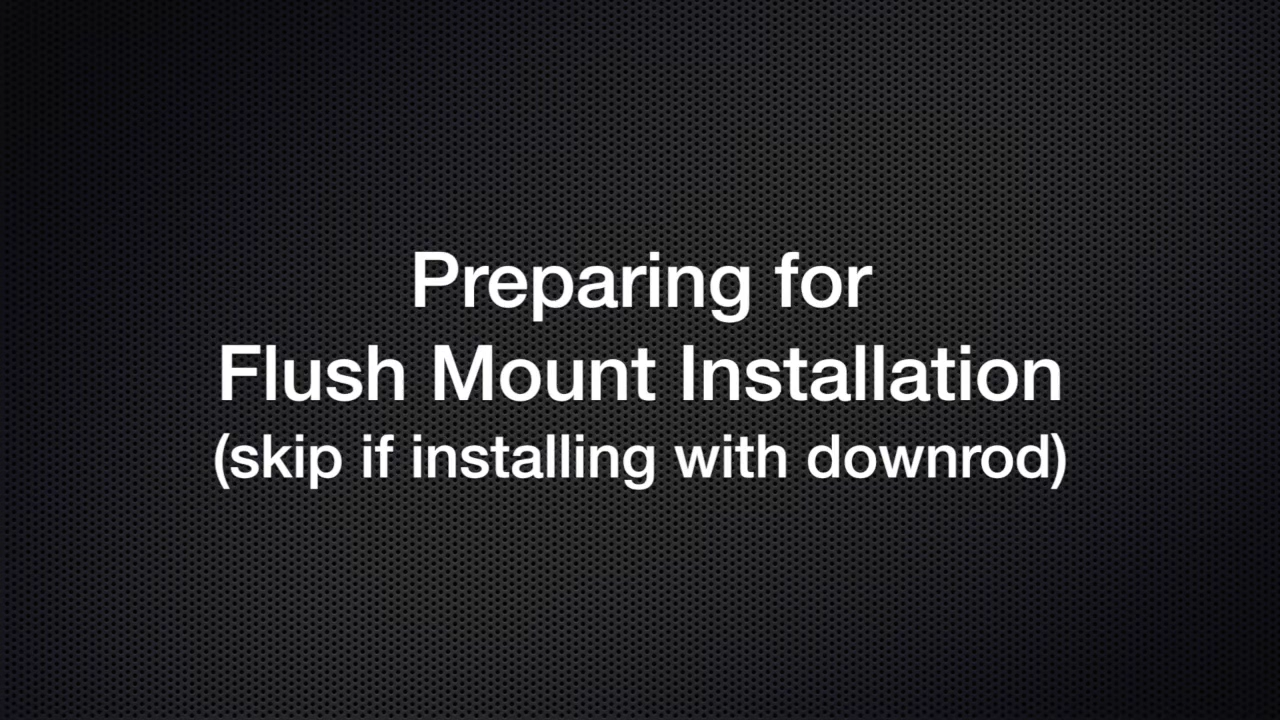 Preparing for
Flush Mount Installation
(skip if installing with downrod)